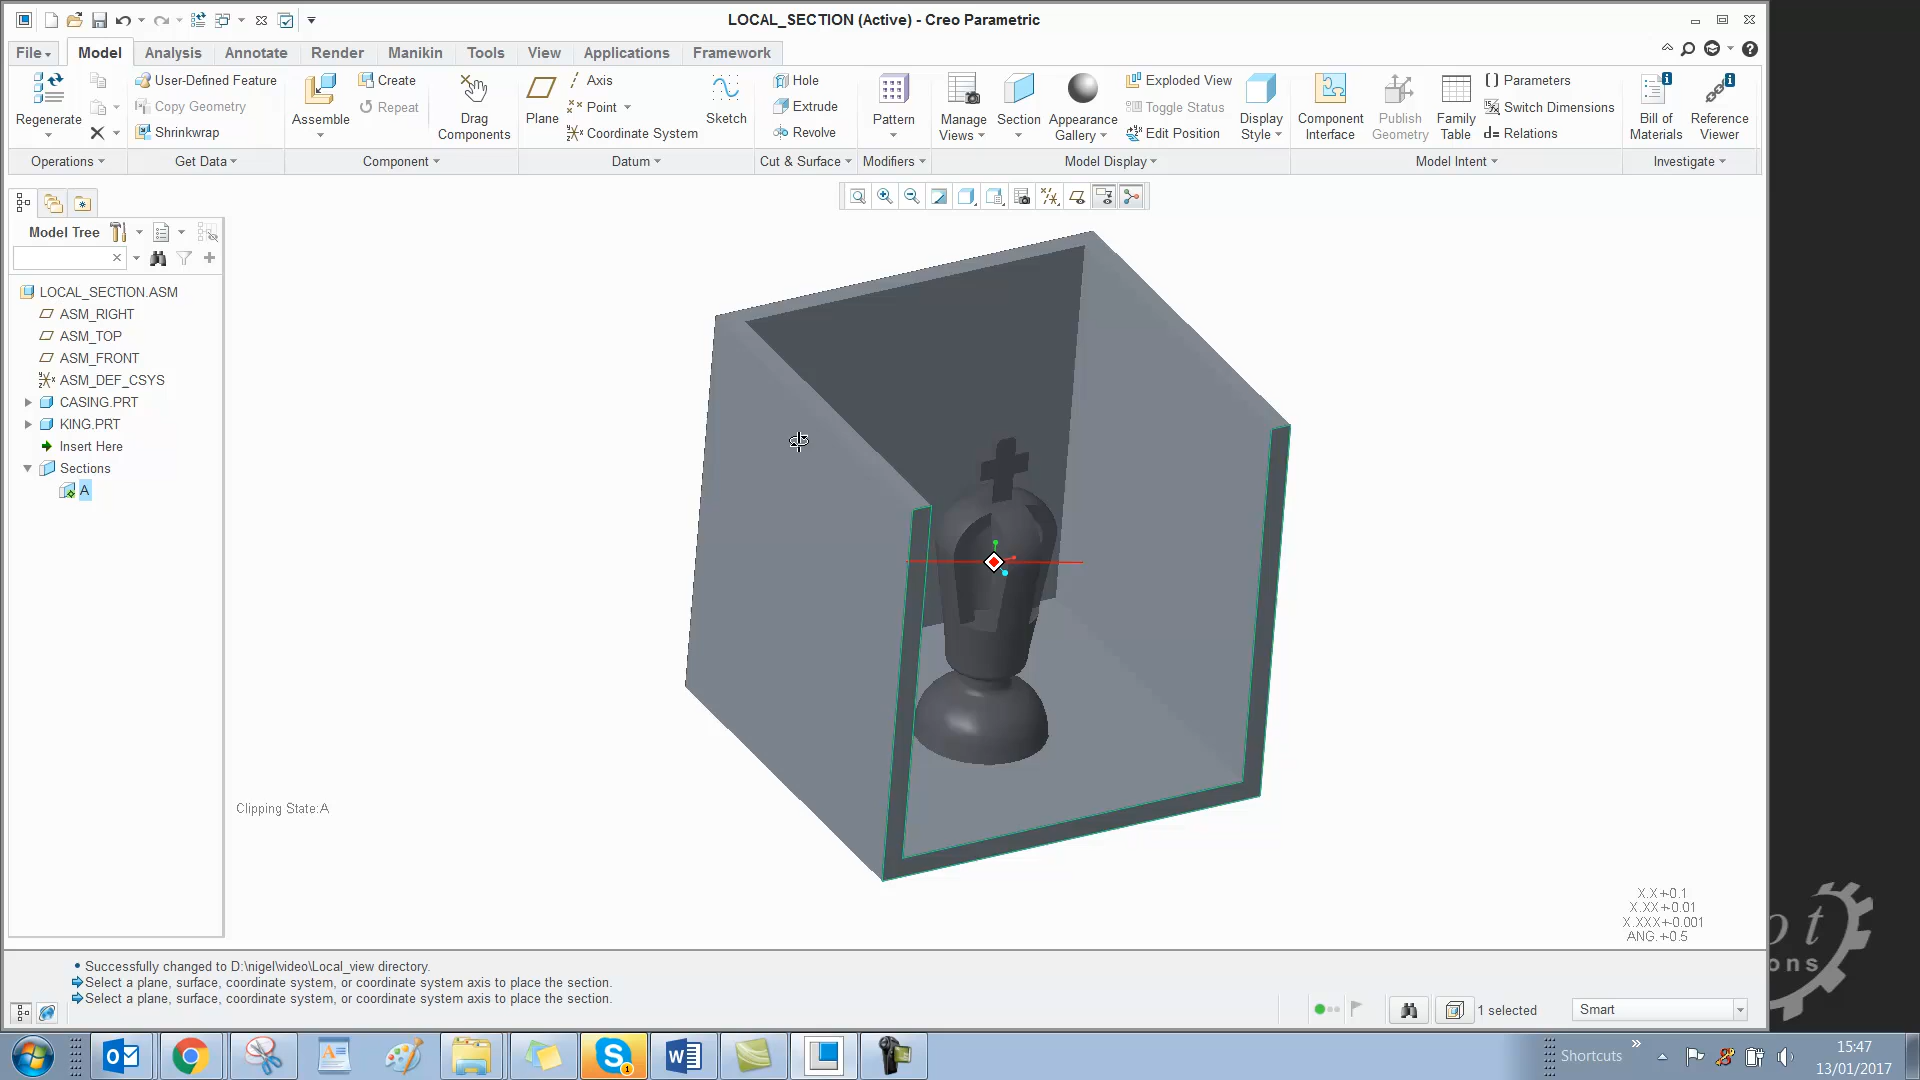 LOCAL_SECTION (Active) - Creo Parametric
File Model Analysis Annotate Render Manikin Tools View Applications Framework
Regenerate
User-Defined Feature
Copy Geometry
Shrinkwrap
Assemble
Create
Repeat
Drag Components
Plane
Axis
Point
Coordinate System
Sketch
Hole
Extrude
Revolve
Pattern
Manage Views
Section
Appearance Gallery
Exploded View
Toggle Status
Edit Position
Display Style
Component Interface
Publish Geometry
Family Table
Parameters
Switch Dimensions
d= Relations
Bill of Materials
Reference Viewer
Operations Get Data Component Datum Cut & Surface Modifiers Model Display Model Intent Investigate
Model Tree
LOCAL_SECTION.ASM
ASM_RIGHT
ASM_TOP
ASM_FRONT
ASM_DEF_CSYS
CASING.PRT
KING.PRT
Insert Here
Sections
A
Clipping State:A
X.X+-0.1
X.XX+-0.01
X.XXX+-0.001
ANG.+-0.5
ot
ons
• Successfully changed to D:\nigel\video\Local_view directory.
Select a plane, surface, coordinate system, or coordinate system axis to place the section.
Select a plane, surface, coordinate system, or coordinate system axis to place the section.
1 selected
Smart
Shortcuts
15:47
13/01/2017